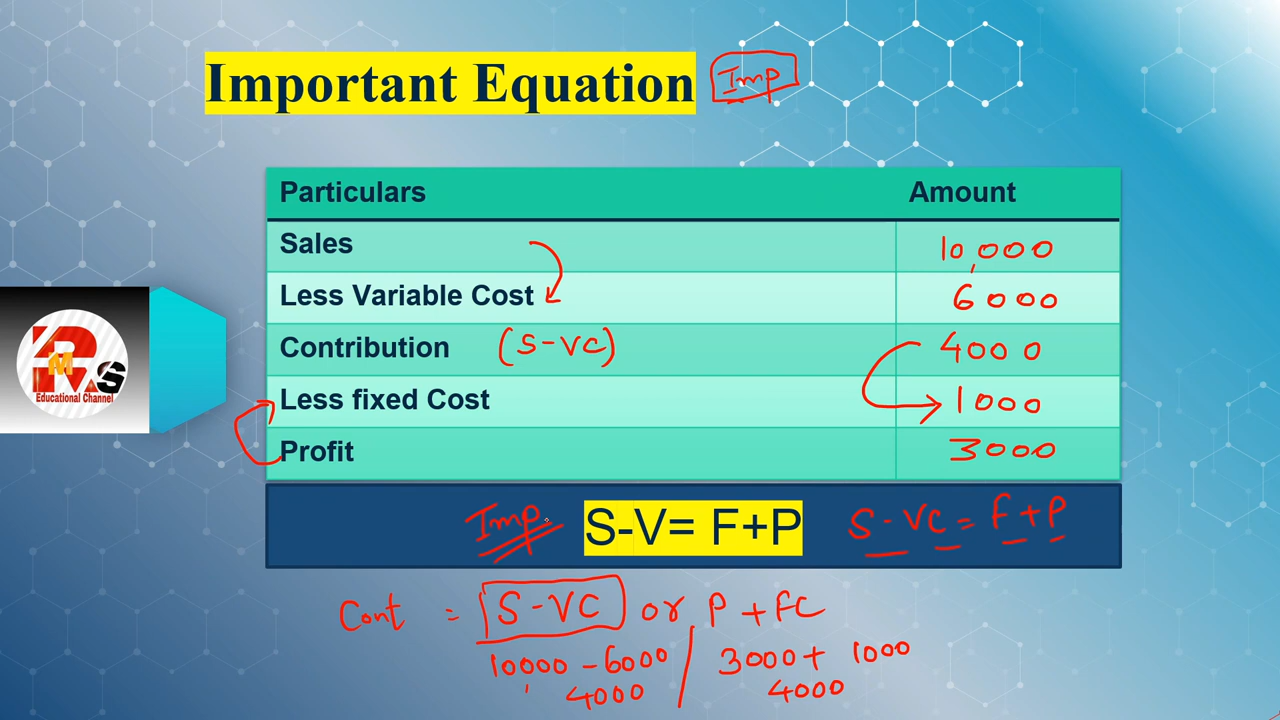 Important Equation Imp
Particulars Amount
Sales 10,000
Less Variable Cost 6000
Contribution (S-VC) 4000
Less fixed Cost 1000
Profit 3000
Educational Channel
Imp S-V= F+P S-VC = F+P
Cont = S-VC or P + FC
10000 - 6000 / 3000 + 1000
4000 4000